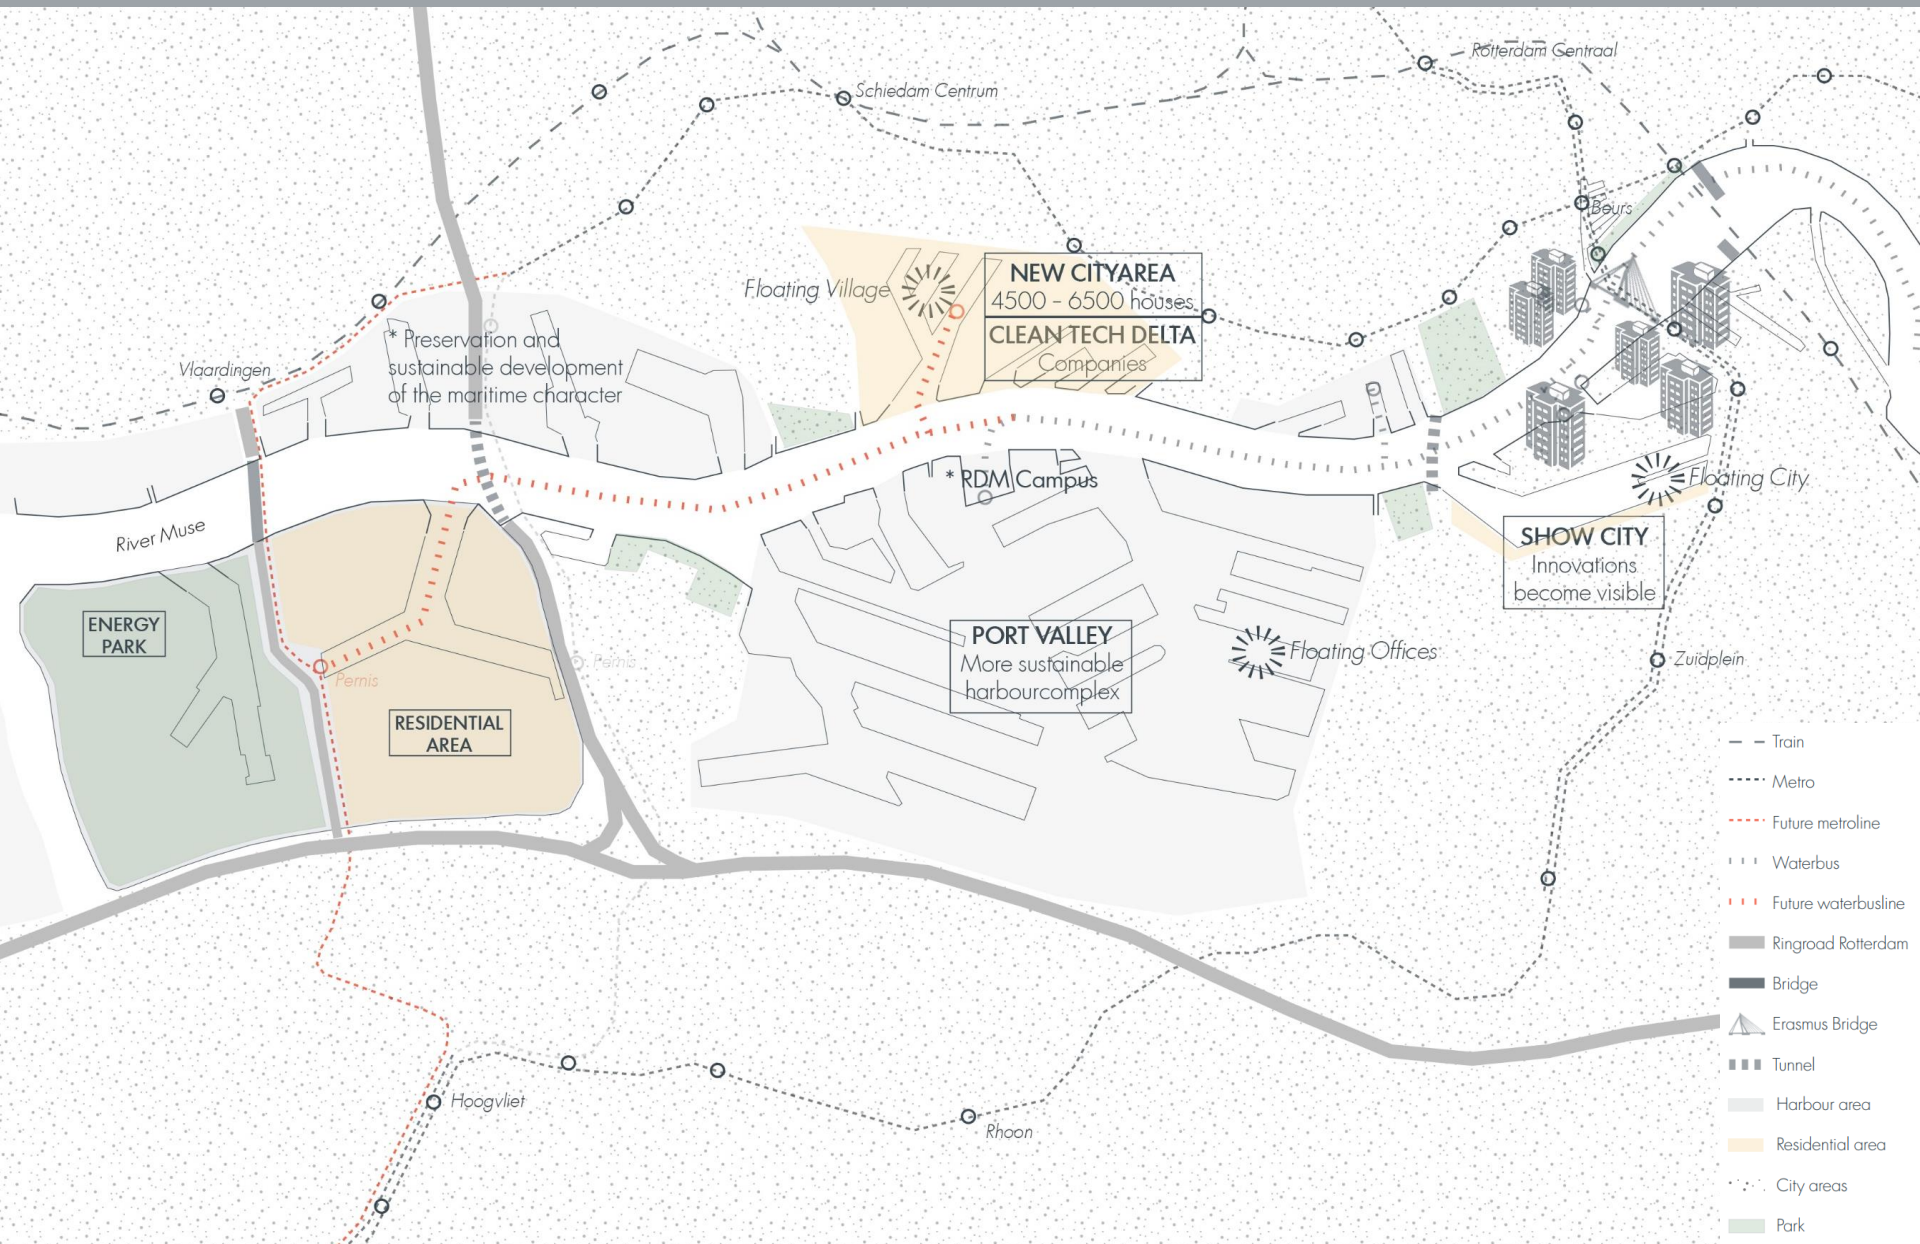 Rotterdam Centraal
Schiedam Centrum
Beurs
Floating Village
NEW CITYAREA
4500 - 6500 houses
CLEAN TECH DELTA
Companies
* Preservation and
sustainable development
of the maritime character
Vlaardingen
* RDM Campus
Floating City
River Muse
SHOW CITY
Innovations
become visible
ENERGY
PARK
PORT VALLEY
More sustainable
harbourcomplex
Floating Offices
Pernis
Pernis
Zuidplein
RESIDENTIAL
AREA
Hoogvliet
Rhoon
Train
Metro
Future metroline
Waterbus
Future waterbusline
Ringroad Rotterdam
Bridge
Erasmus Bridge
Tunnel
Harbour area
Residential area
City areas
Park